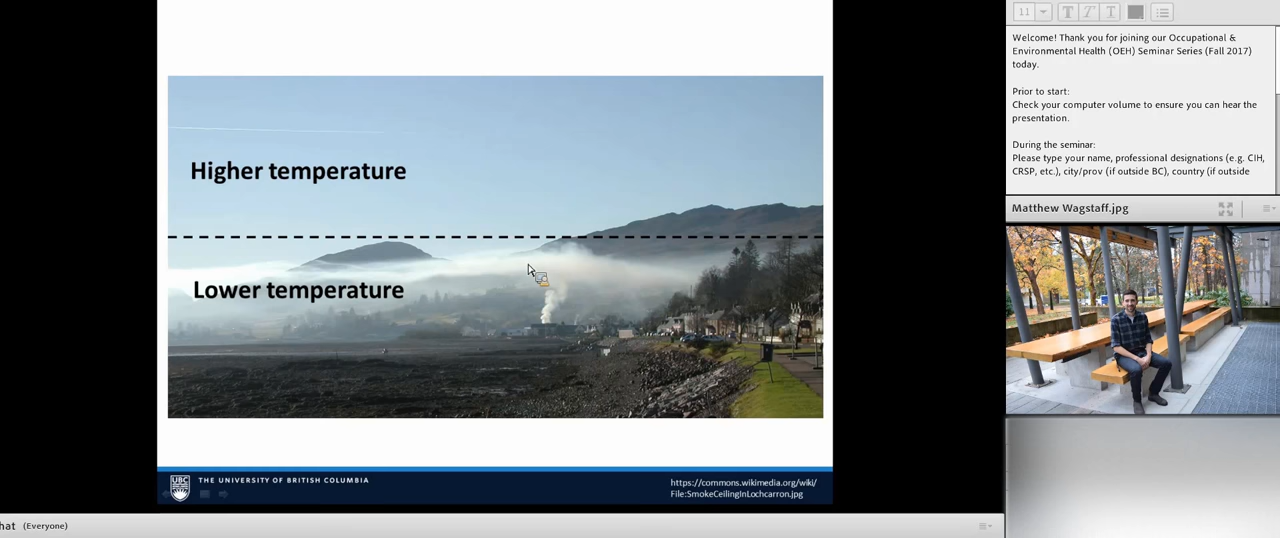 Higher temperature
Lower temperature
UBC
THE UNIVERSITY OF BRITISH COLUMBIA
https://commons.wikimedia.org/wiki/
File:SmokeCeilingInLochcarron.jpg
hat (Everyone)
11
T T T
Welcome! Thank you for joining our Occupational &
Environmental Health (OEH) Seminar Series (Fall 2017)
today.
Prior to start:
Check your computer volume to ensure you can hear the
presentation.
During the seminar:
Please type your name, professional designations (e.g. CIH,
CRSP, etc.), city/prov (if outside BC), country (if outside
Matthew Wagstaff.jpg